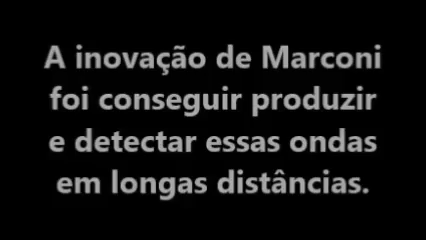 A inovação de Marconi
foi conseguir produzir
e detectar essas ondas
em longas distâncias.